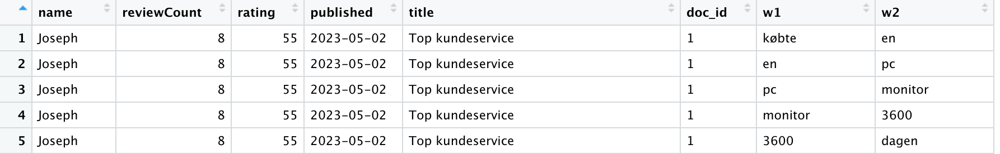 name reviewCount rating published title doc_id w1 w2
1 Joseph 8 55 2023-05-02 Top kundeservice 1 købte en
2 Joseph 8 55 2023-05-02 Top kundeservice 1 en pc
3 Joseph 8 55 2023-05-02 Top kundeservice 1 pc monitor
4 Joseph 8 55 2023-05-02 Top kundeservice 1 monitor 3600
5 Joseph 8 55 2023-05-02 Top kundeservice 1 3600 dagen